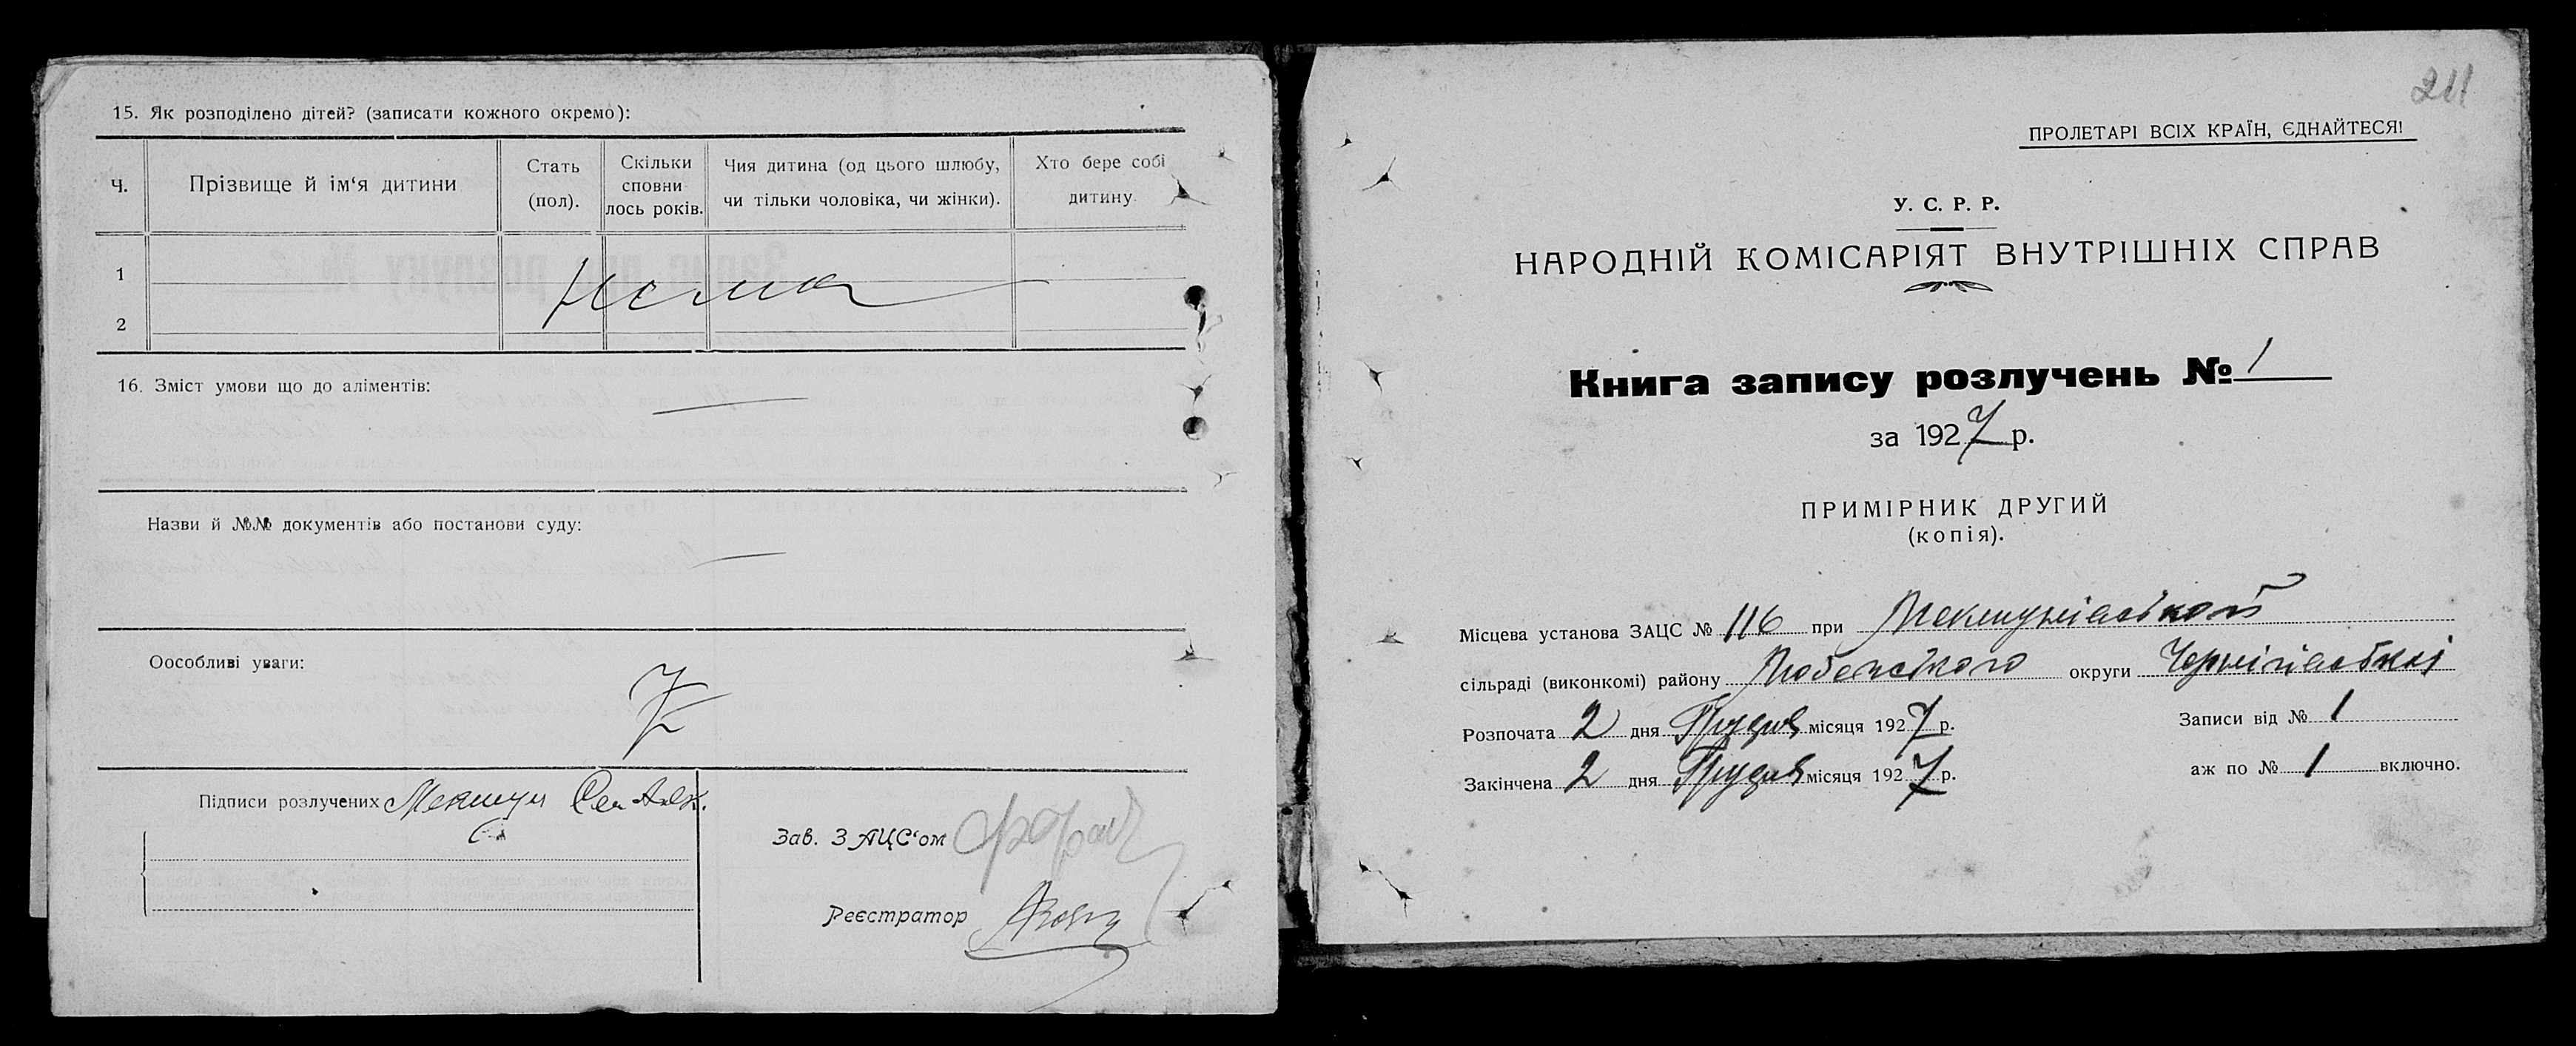 15. Як розподілено дітей? (записати кожного окремо):
Ч.
Прізвище й ім‘я дитини
Стать (пол).
Скільки сповнилось років.
Чия дитина (од цього шлюбу, чи тільки чоловіка, чи жінки).
Хто бере собі дитину.
1
Нема
2
16. Зміст умови що до аліментів: —
Назви й №№ документів або постанови суду: —
Оособливі уваги:
Підписи розлучених
Зав. ЗАЦС‘ом
Реєстратор
211
ПРОЛЕТАРІ ВСІХ КРАЇН, ЄДНАЙТЕСЯ!
У. С. Р. Р.
НАРОДНІЙ КОМІСАРІЯТ ВНУТРІШНІХ СПРАВ
Книга запису розлучень № 1
за 1927 р.
ПРИМІРНИК ДРУГИЙ
(копія).
Місцева установа ЗАЦС № 116 при
сільраді (виконкомі) району Любечського округи Чернігівської
Розпочата 2 дня Грудня місяця 1927 р. Записи від № 1
Закінчена 2 дня Грудня місяця 1927 р. аж по № 1 включно.